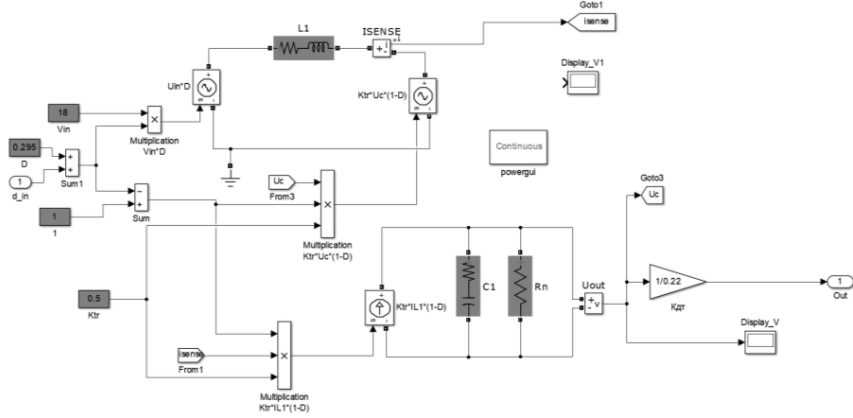 Goto1
isense
L1
ISENSE
Display_V1
Uin*D
Ktr*Uc*(1-D)
18
Vin
Multiplication
Vin*D
Continuous
powergui
0.295
D
1
d_in
Sum1
Uc
From3
Goto3
Uc
1
1
Sum
Multiplication
Ktr*Uc*(1-D)
C1
Rn
Uout
1/0.22
Кдт
1
Out
0.5
Ktr
Ktr*IL1*(1-D)
Display_V
isense
From1
Multiplication
Ktr*IL1*(1-D)